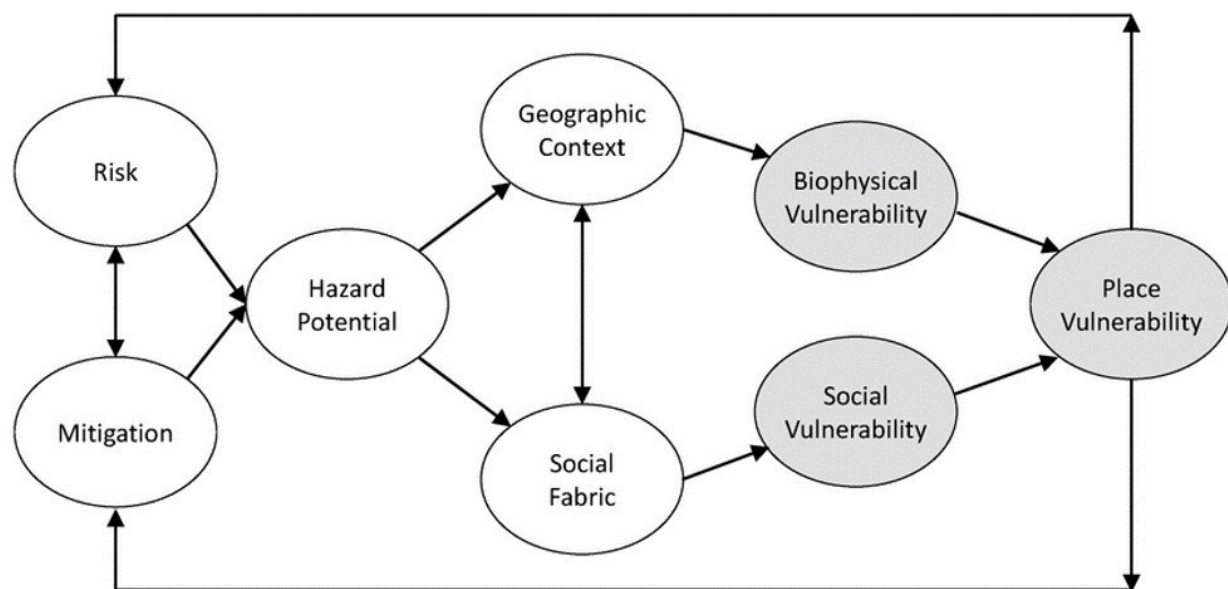 Risk
Mitigation
Hazard
Potential
Geographic
Context
Social
Fabric
Biophysical
Vulnerability
Social
Vulnerability
Place
Vulnerability